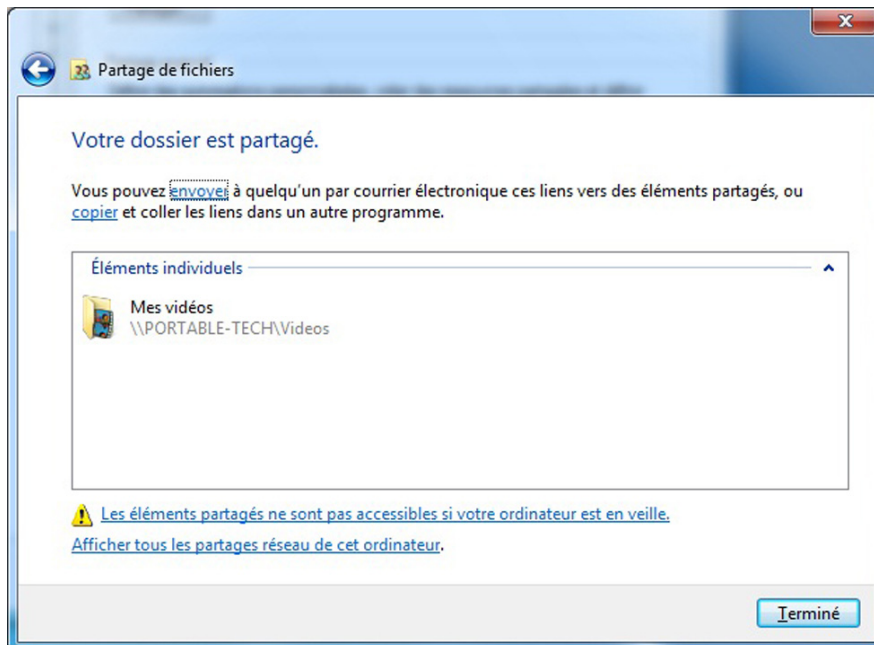 Partage de fichiers
Votre dossier est partagé.
Vous pouvez envoyer à quelqu'un par courrier électronique ces liens vers des éléments partagés, ou
copier et coller les liens dans un autre programme.
Éléments individuels
Mes vidéos
\\PORTABLE-TECH\Videos
Les éléments partagés ne sont pas accessibles si votre ordinateur est en veille.
Afficher tous les partages réseau de cet ordinateur.
Terminé